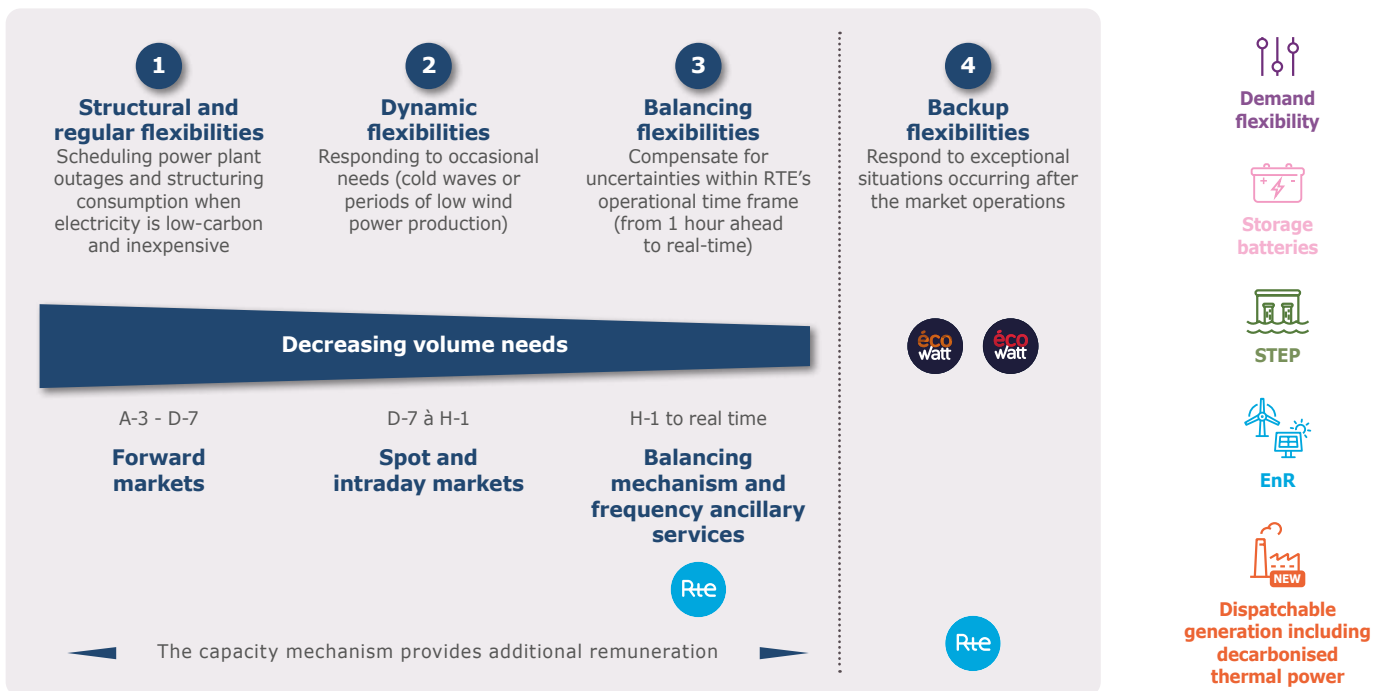 1
Structural and
regular flexibilities
Scheduling power plant
outages and structuring
consumption when
electricity is low-carbon
and inexpensive
2
Dynamic
flexibilities
Responding to occasional
needs (cold waves or
periods of low wind
power production)
3
Balancing
flexibilities
Compensate for
uncertainties within RTE's
operational time frame
(from 1 hour ahead
to real-time)
4
Backup
flexibilities
Respond to exceptional
situations occurring after
the market operations
Decreasing volume needs
éco
watt
éco
watt
A-3 - D-7
Forward
markets
D-7 à H-1
Spot and
intraday markets
H-1 to real time
Balancing
mechanism and
frequency ancillary
services
Rte
The capacity mechanism provides additional remuneration
Rte
Demand
flexibility
Storage
batteries
STEP
EnR
NEW
Dispatchable
generation including
decarbonised
thermal power